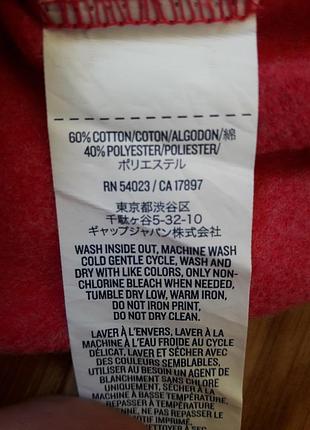 60% COTTON/COTON/ALGODON/綿
40% POLYESTER/POLIESTER/
ポリエステル
RN 54023 / CA 17897
東京都渋谷区
千駄ヶ谷5-32-10
ギャップジャパン株式会社
WASH INSIDE OUT, MACHINE WASH
COLD GENTLE CYCLE, WASH AND
DRY WITH LIKE COLORS, ONLY NON-
CHLORINE BLEACH WHEN NEEDED,
TUMBLE DRY LOW, WARM IRON,
DO NOT IRON PRINT,
DO NOT DRY CLEAN.
LAVER À L'ENVERS, LAVER À LA
MACHINE À L'EAU FROIDE AU CYCLE
DÉLICAT, LAVER ET SÉCHER AVEC
DES COULEURS SEMBLABLES,
UTILISER AU BESOIN UN AGENT DE
BLANCHIMENT SANS CHLORE
UNIQUEMENT, SÉCHER À LA
MACHINE À BASSE TEMPÉRATURE,
REPASSER À TEMPÉRATURE
NE PAS REPASSER
NETTOYER À SEC